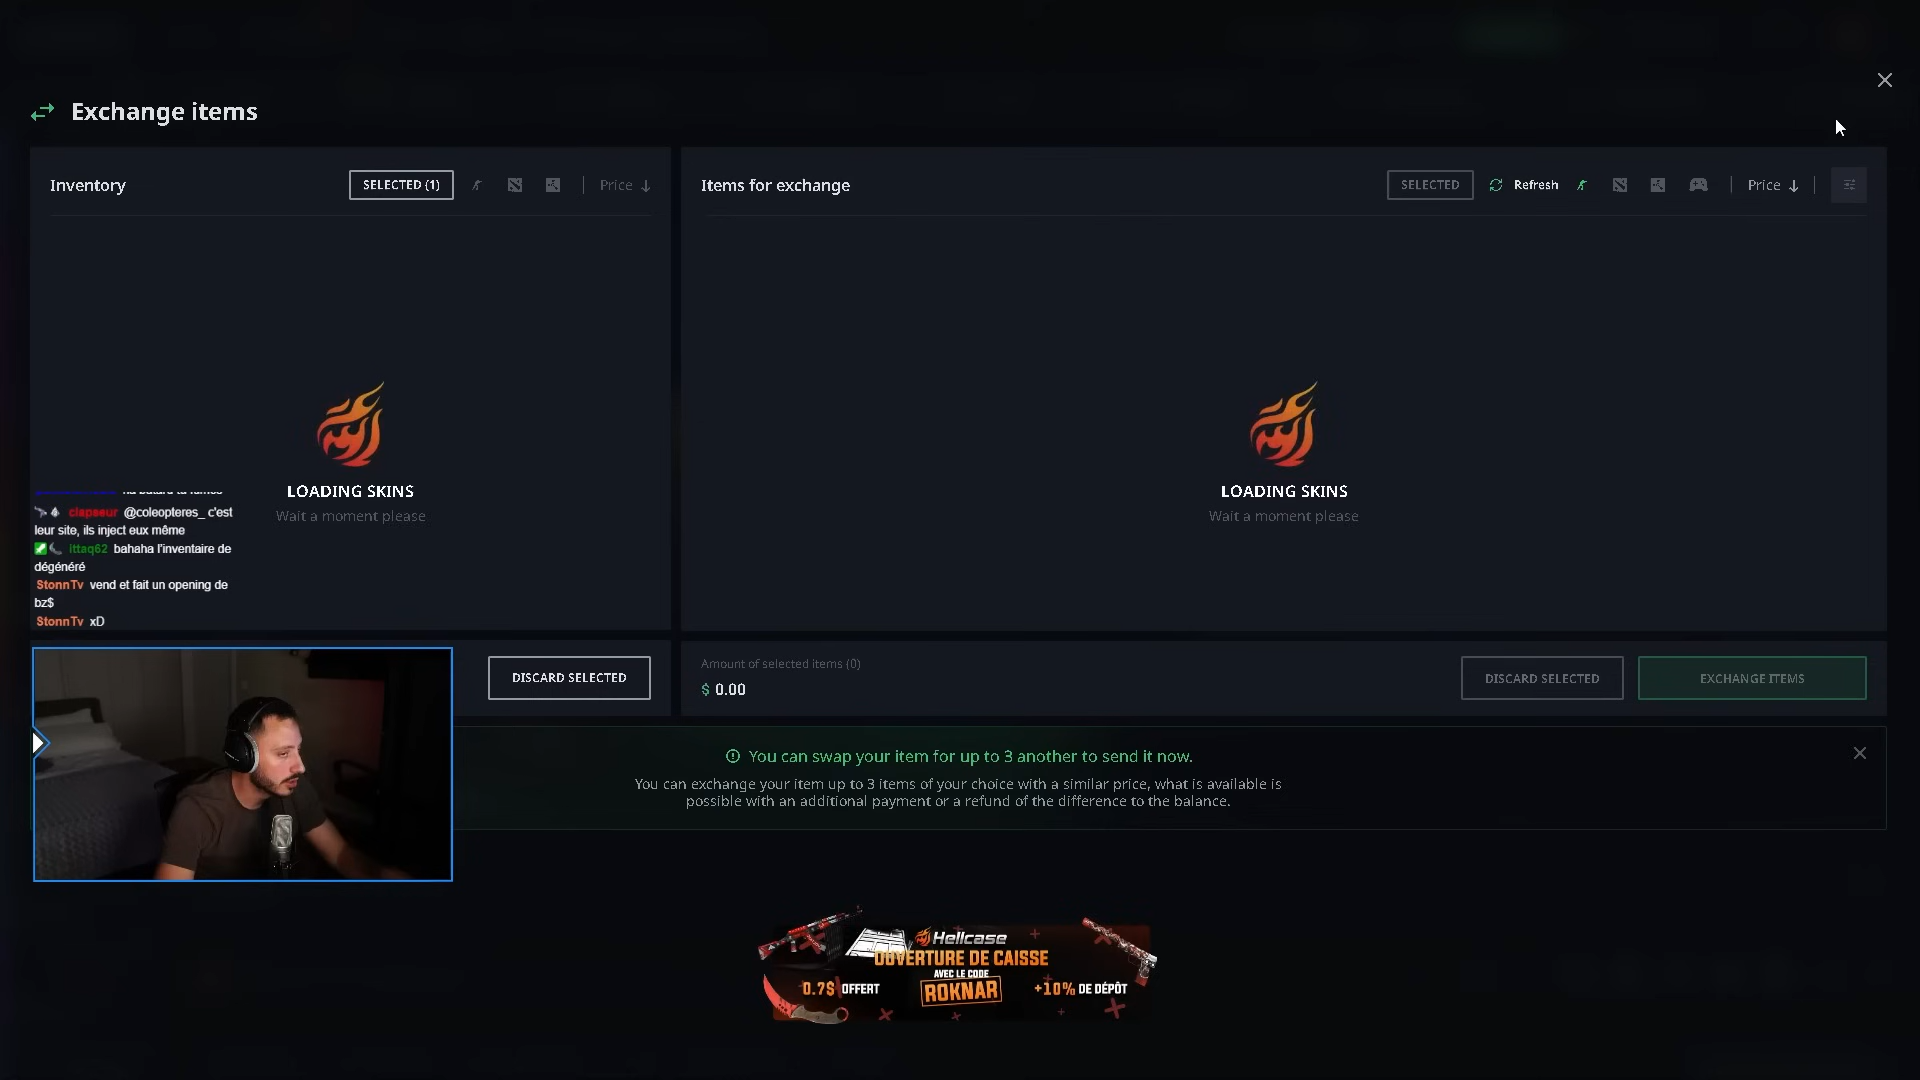 Exchange items
Inventory
SELECTED (1)
Price
Items for exchange
SELECTED
Refresh
Price
LOADING SKINS
Wait a moment please
LOADING SKINS
Wait a moment please
clapseur @coleopteres_ c'est
leur site, ils inject eux même
ittaq62 bahaha l'inventaire de
dégénéré
StonnTv vend et fait un opening de
bz$
StonnTv xD
DISCARD SELECTED
Amount of selected items (0)
$ 0.00
DISCARD SELECTED
EXCHANGE ITEMS
You can swap your item for up to 3 another to send it now.
You can exchange your item up to 3 items of your choice with a similar price, what is available is
possible with an additional payment or a refund of the difference to the balance.
Hellcase
OUVERTURE DE CAISSE
AVEC LE CODE
0.7$ OFFERT
ROKNAR
+10% DE DÉPÔT